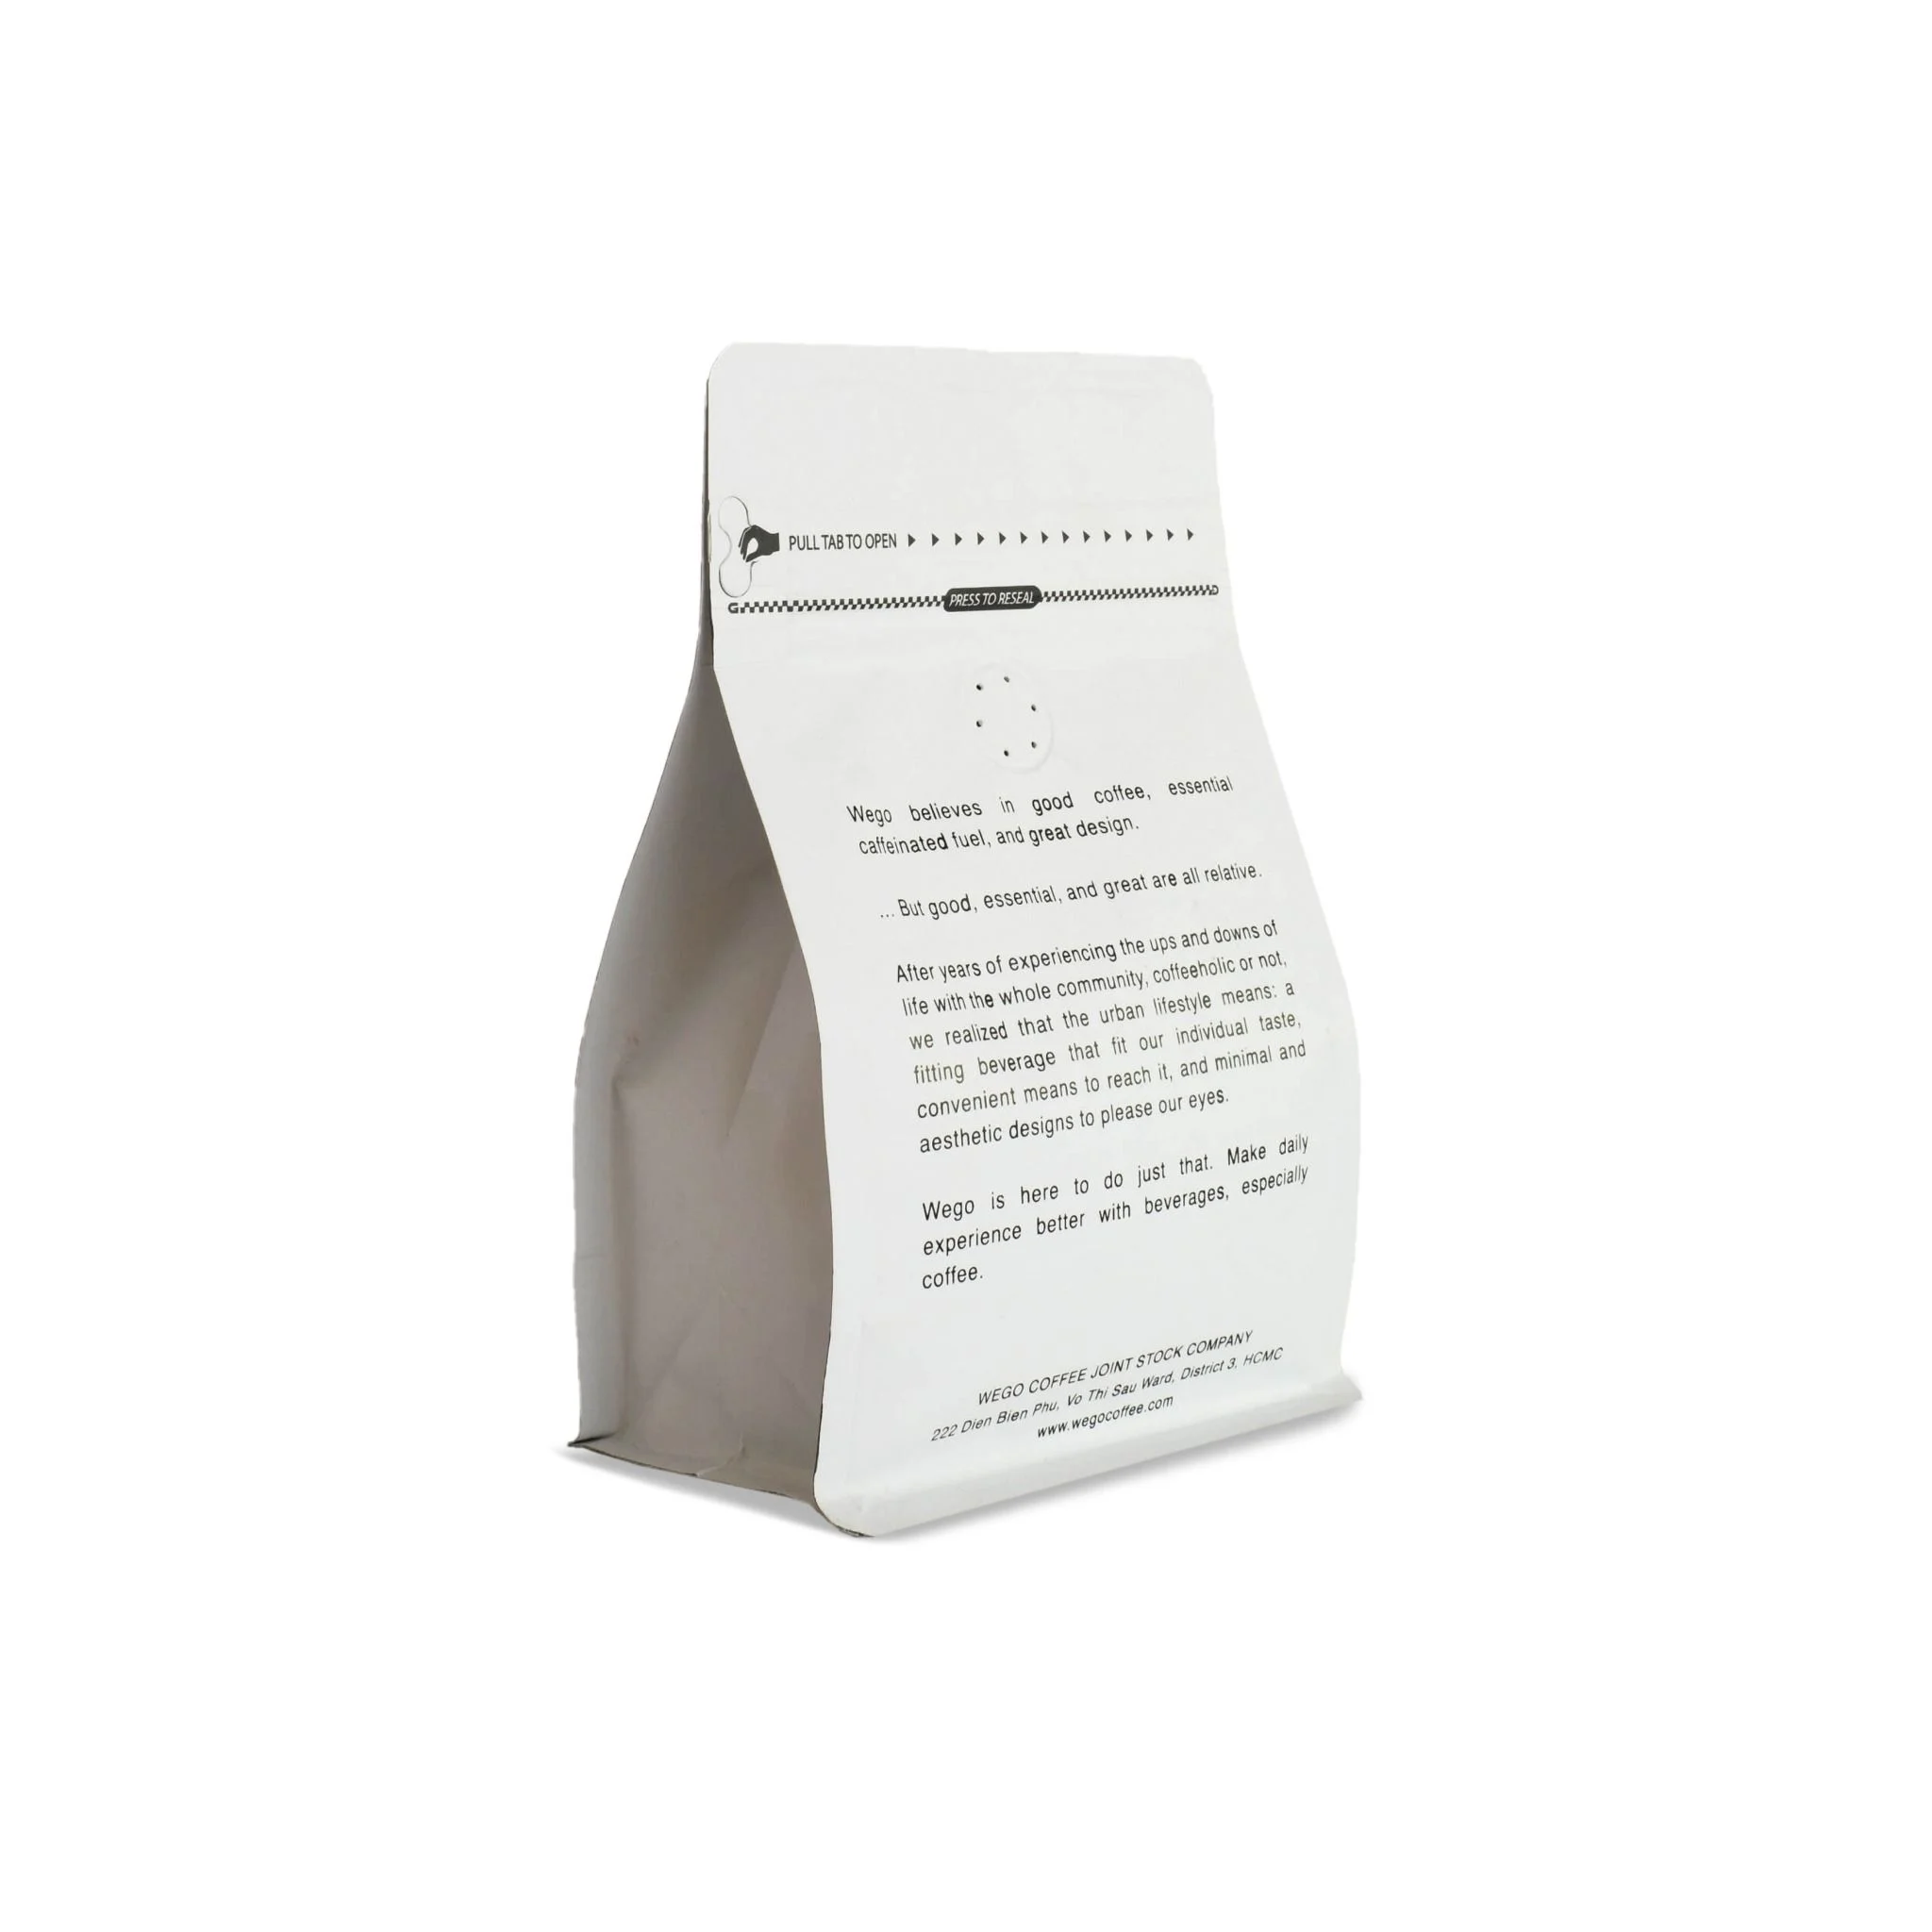 PULL TAB TO OPEN
PRESS TO RESEAL
Wego believes in good coffee, essential
caffeinated fuel, and great design.
... But good, essential, and great are all relative.
After years of experiencing the ups and downs of
life with the whole community, coffeeholic or not,
we realized that the urban lifestyle means: a
fitting beverage that fit our individual taste,
convenient means to reach it, and minimal and
aesthetic designs to please our eyes.
Wego is here to do just that. Make daily
experience better with beverages, especially
coffee.
WEGO COFFEE JOINT STOCK COMPANY
222 Dien Bien Phu, Vo Thi Sau Ward, District 3, HCMC
www.wegocoffee.com